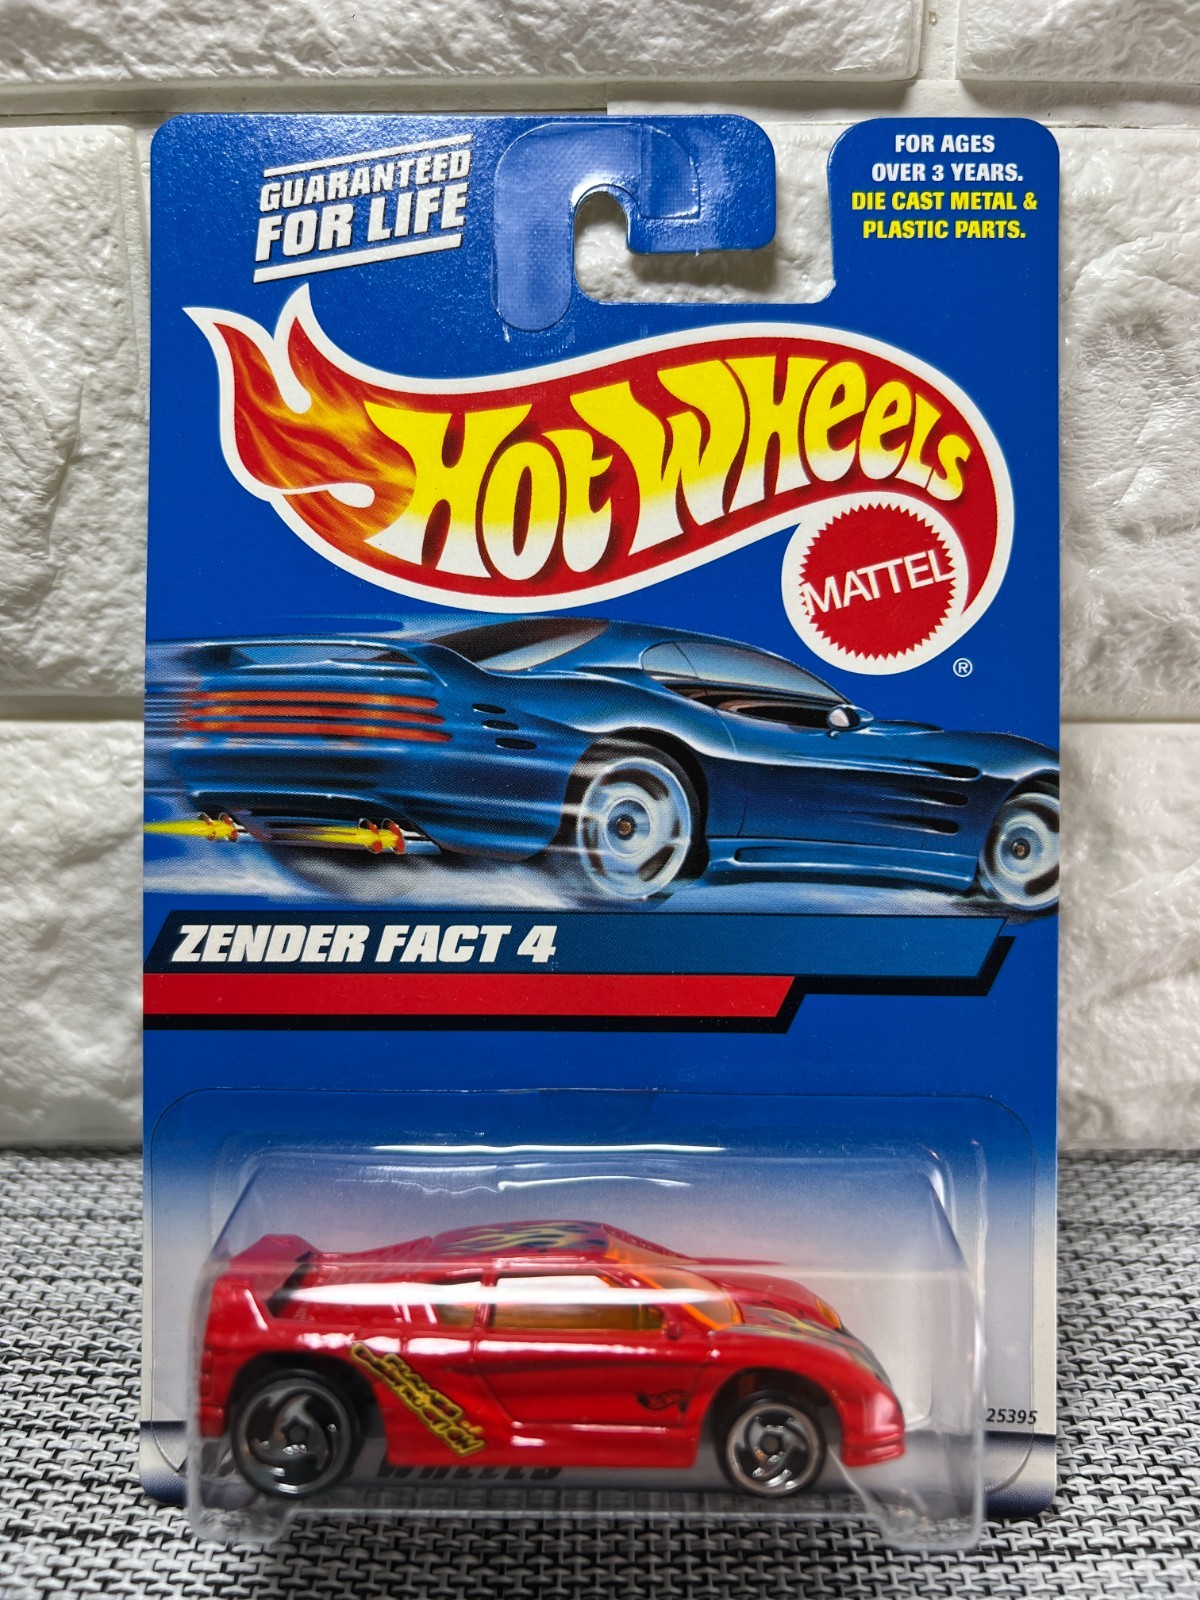 GUARANTEED
FOR LIFE
FOR AGES
OVER 3 YEARS.
DIE CAST METAL &
PLASTIC PARTS.
HOT WHEELS
MATTEL
®
ZENDER FACT 4
25395
WHEELS